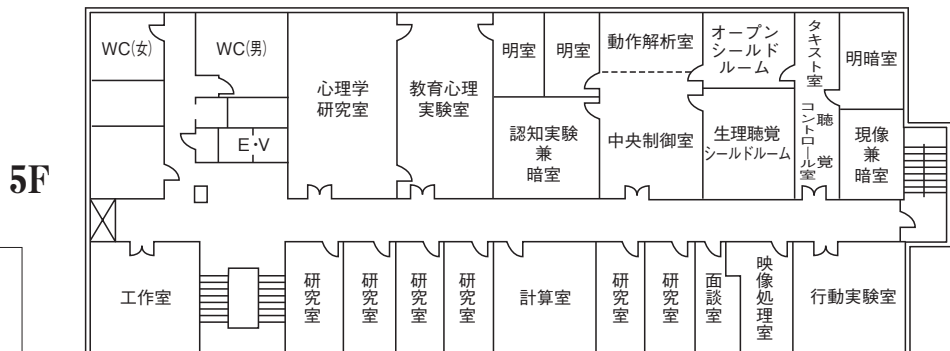 5F
WC(女)
WC(男)
E・V
心理学
研究室
教育心理
実験室
明室
明室
認知実験
兼
暗室
動作解析室
中央制御室
オープン
シールド
ルーム
生理聴覚
シールドルーム
タキスト室
聴覚
コントロール室
明暗室
現像
兼
暗室
工作室
研究室
研究室
研究室
研究室
計算室
研究室
研究室
面談室
映像処理室
行動実験室